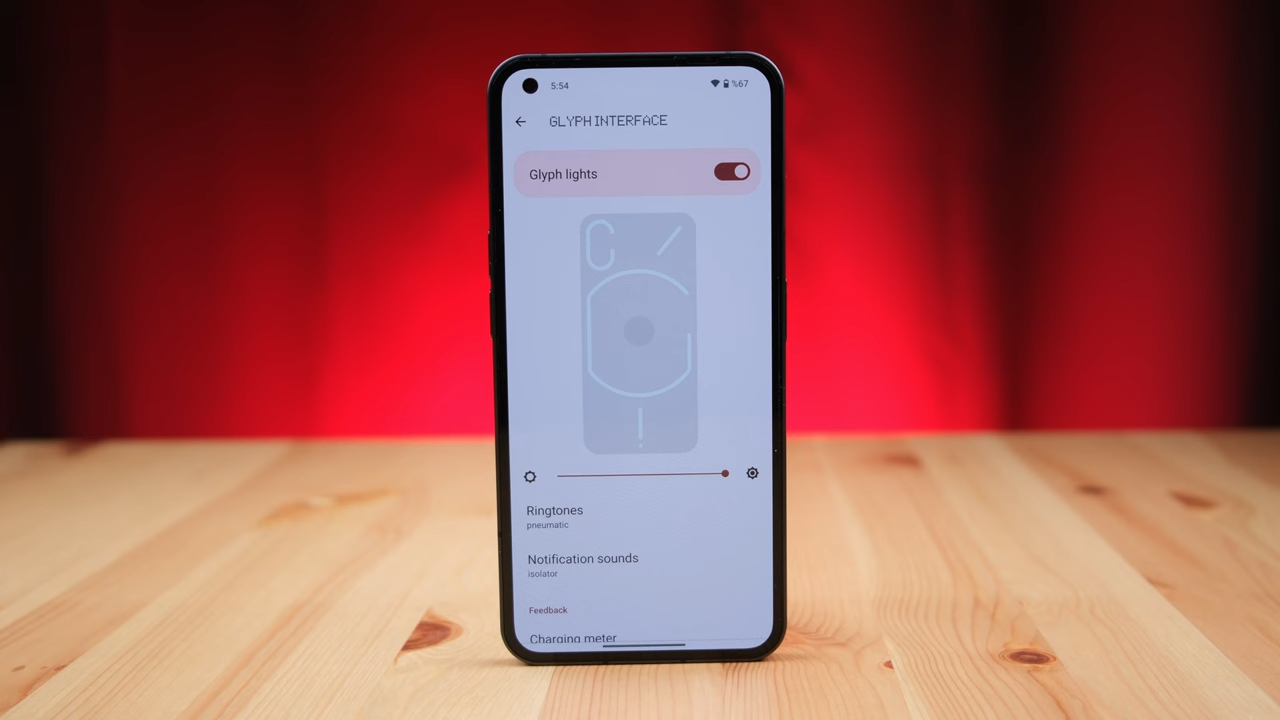 5:54
%67
GLYPH INTERFACE
Glyph lights
Ringtones
pneumatic
Notification sounds
isolator
Feedback
Charging meter